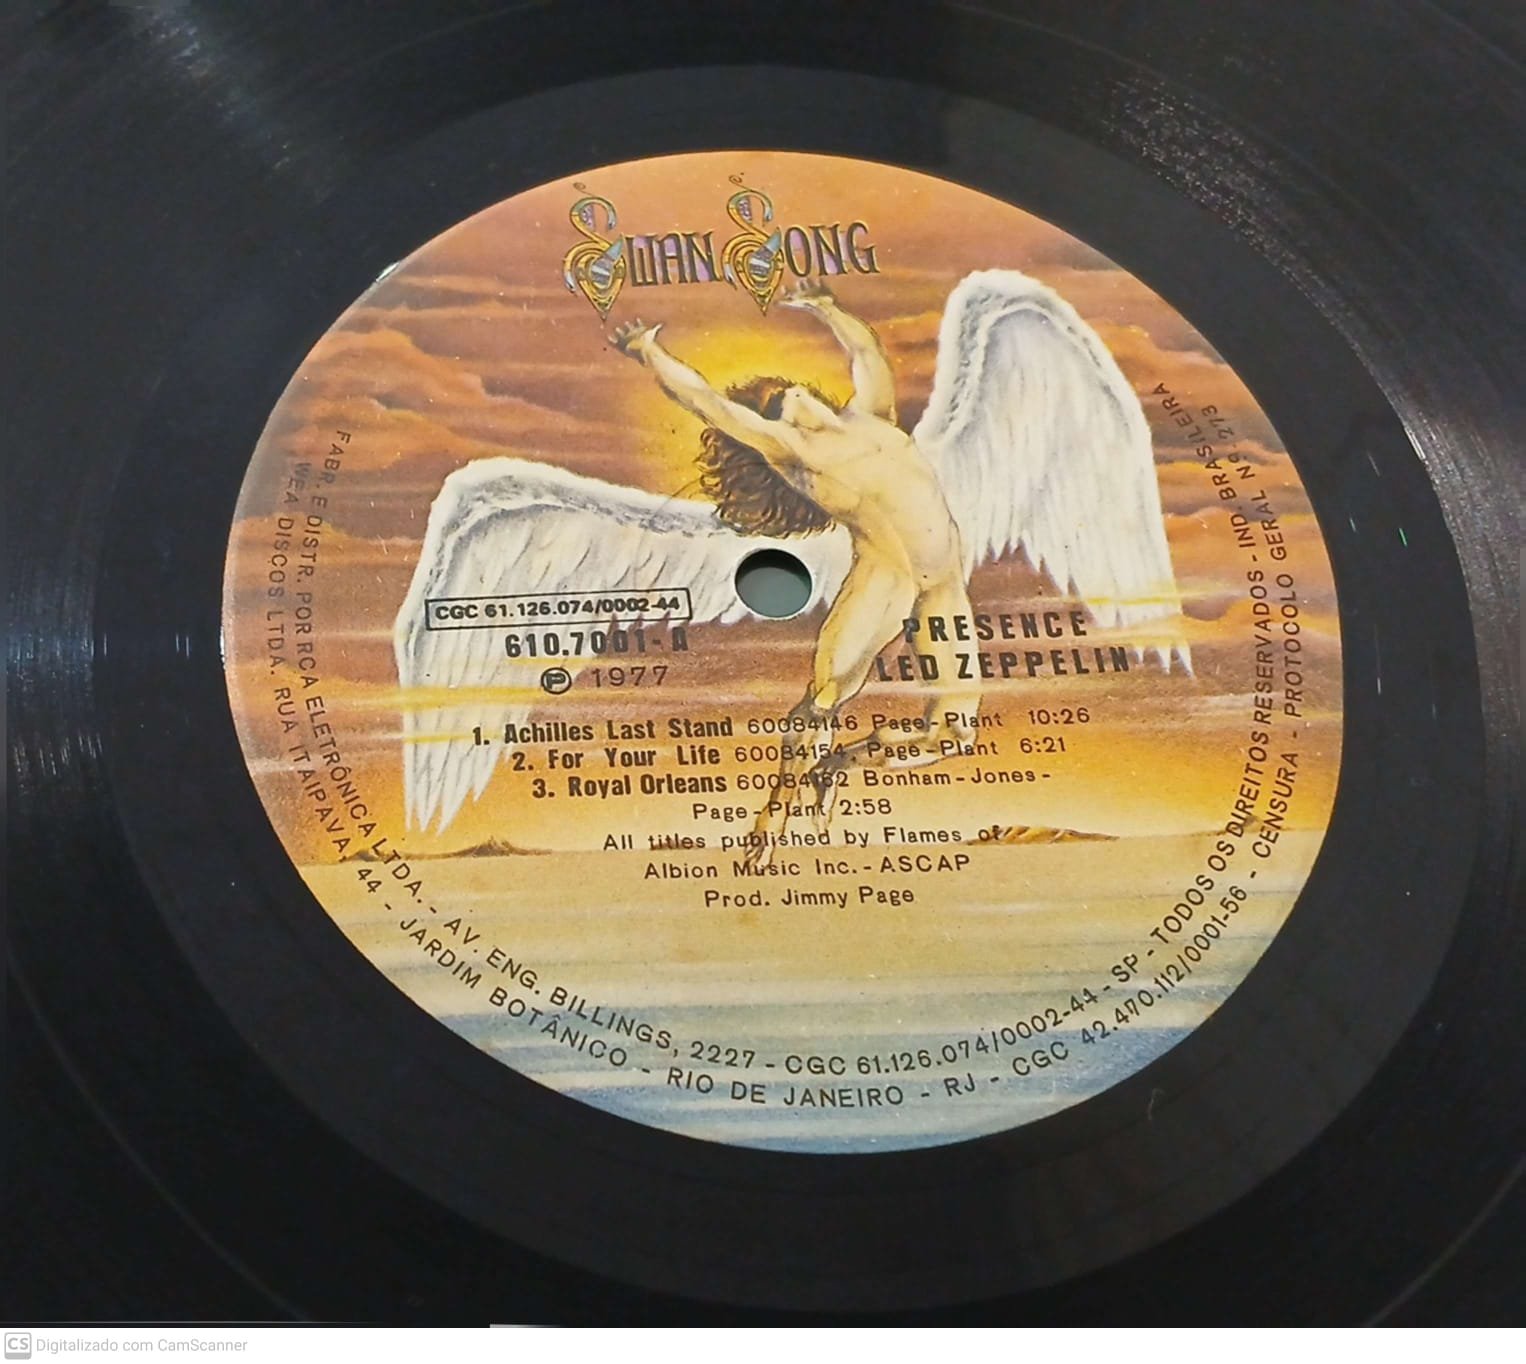 SWAN SONG
CGC 61.126.074/0002-44
610.7001-A
Ⓟ 1977
PRESENCE
LED ZEPPELIN
1. Achilles Last Stand 60084146 Page-Plant 10:26
2. For Your Life 60084154, Page-Plant 6:21
3. Royal Orleans 60084162 Bonham-Jones-
Page-Plant 2:58
All titles published by Flames of
Albion Music Inc.-ASCAP
Prod. Jimmy Page
FABR. E DISTR. POR RCA ELETRÔNICA LTDA. - AV. ENG. BILLINGS, 2227 - CGC 61.126.074/0002-44 - SP - TODOS OS DIREITOS RESERVADOS - IND. BRASILEIRA
WEA DISCOS LTDA. RUA ITAIPAVA, 44 - JARDIM BOTÂNICO - RIO DE JANEIRO - RJ - CGC 42.470.112/0001-56 - CENSURA - PROTOCOLO GERAL Nº. 273
CS Digitalizado com CamScanner